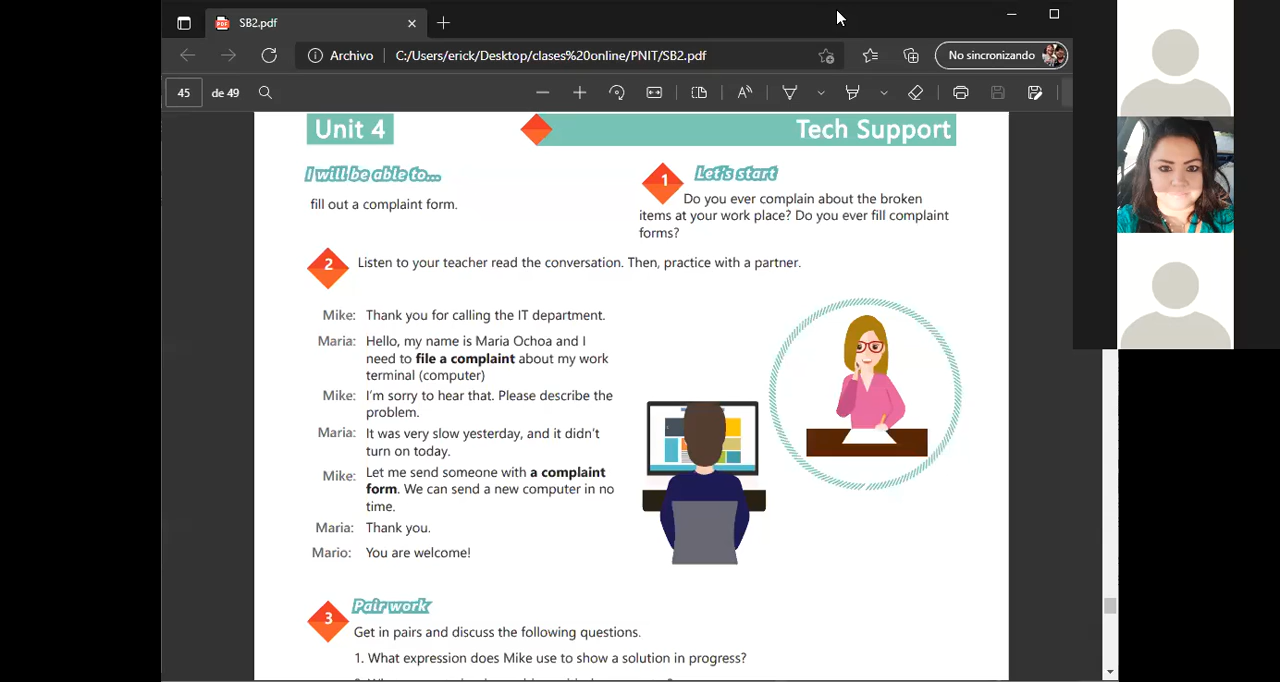 SB2.pdf
Archivo
C:/Users/erick/Desktop/clases%20online/PNIT/SB2.pdf
No sincronizando
45
de 49
Unit 4
Tech Support
I will be able to...
fill out a complaint form.
1
Let's start
Do you ever complain about the broken
items at your work place? Do you ever fill complaint
forms?
2
Listen to your teacher read the conversation. Then, practice with a partner.
Mike: Thank you for calling the IT department.
Maria: Hello, my name is Maria Ochoa and I
need to file a complaint about my work
terminal (computer)
Mike: I'm sorry to hear that. Please describe the
problem.
Maria: It was very slow yesterday, and it didn't
turn on today.
Mike: Let me send someone with a complaint
form. We can send a new computer in no
time.
Maria: Thank you.
Mario: You are welcome!
3
Pair work
Get in pairs and discuss the following questions.
1. What expression does Mike use to show a solution in progress?